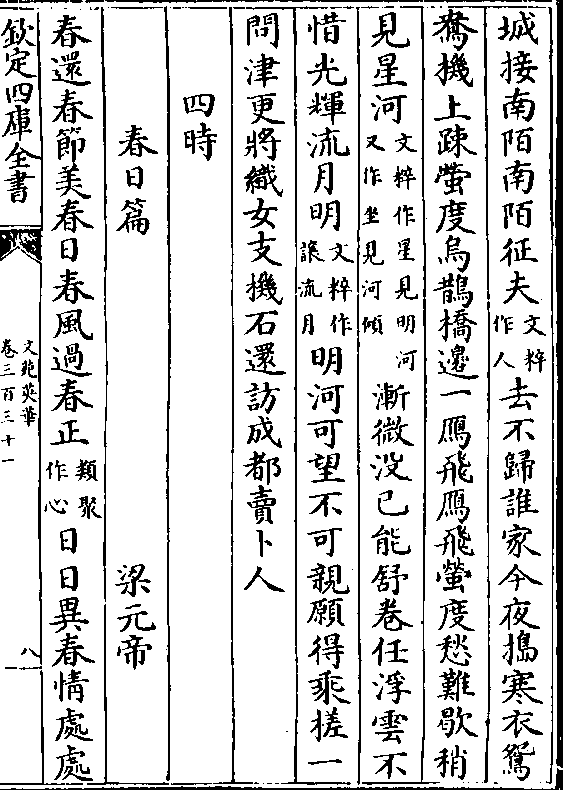 城接南陌南陌征夫文粹作人去不歸誰家今夜搗寒衣鴛
鴦機上踈螢度烏鵲橋邊一鴈飛鴈飛螢度愁難歇稍
見星河文粹作星見明河又作坐見河傾漸微没已能舒卷任浮雲不
惜光輝流月明文粹作讓流月明河可望不可親願得乘槎一
問津更將織女支機石還訪成都賣卜人
四時
春日篇 梁元帝
春還春節美春日春風過春正類聚作心日日異春情處處
欽定四庫全書
文苑英華
卷三百三十一
八